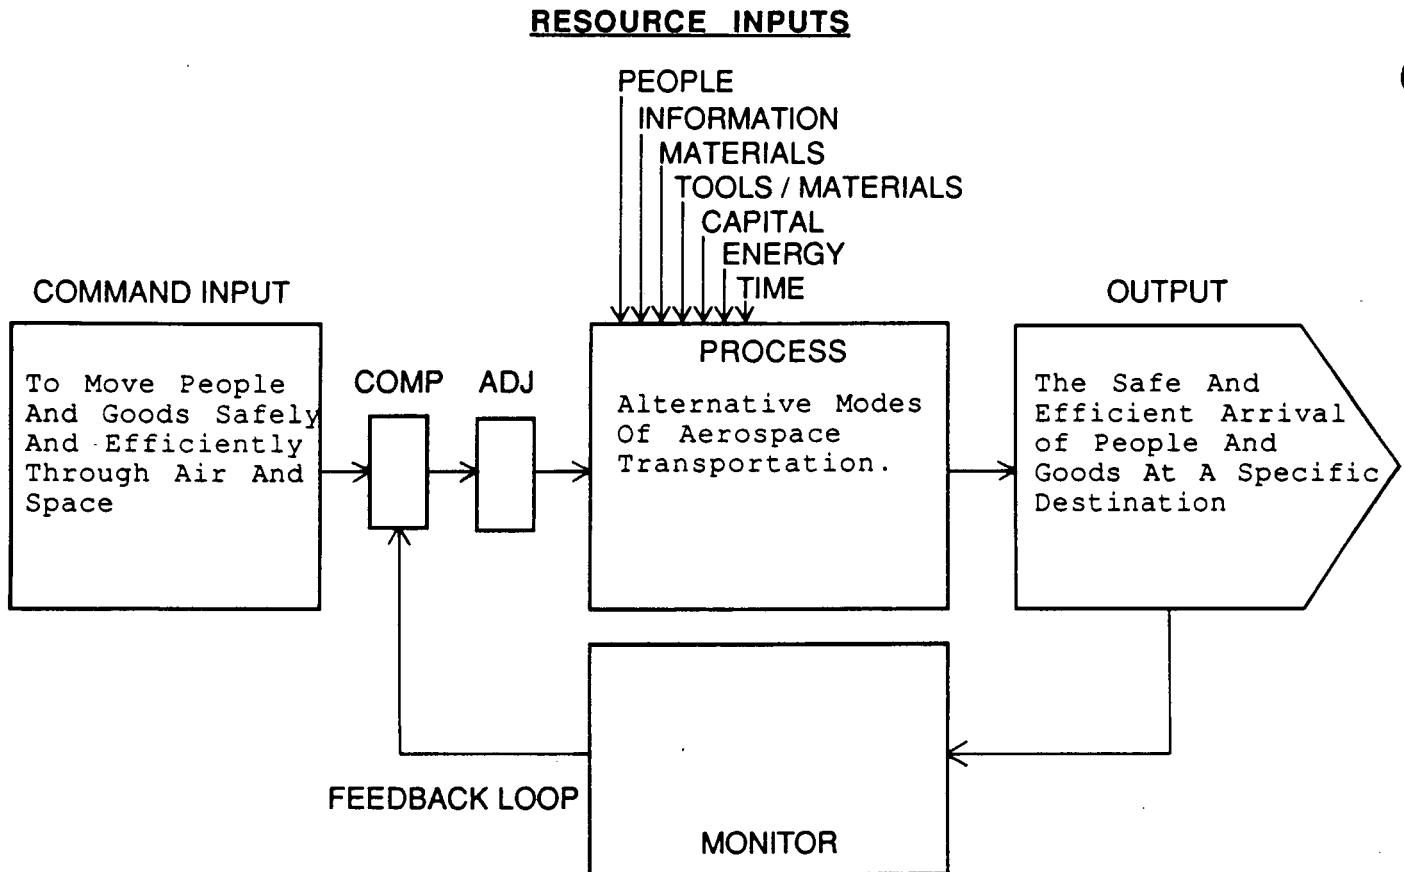 RESOURCE INPUTS
PEOPLE
INFORMATION
MATERIALS
TOOLS / MATERIALS
CAPITAL
ENERGY
TIME
COMMAND INPUT
To Move People
And Goods Safely
And Efficiently
Through Air And
Space
COMP
ADJ
PROCESS
Alternative Modes
Of Aerospace
Transportation.
OUTPUT
The Safe And
Efficient Arrival
of People And
Goods At A Specific
Destination
FEEDBACK LOOP
MONITOR